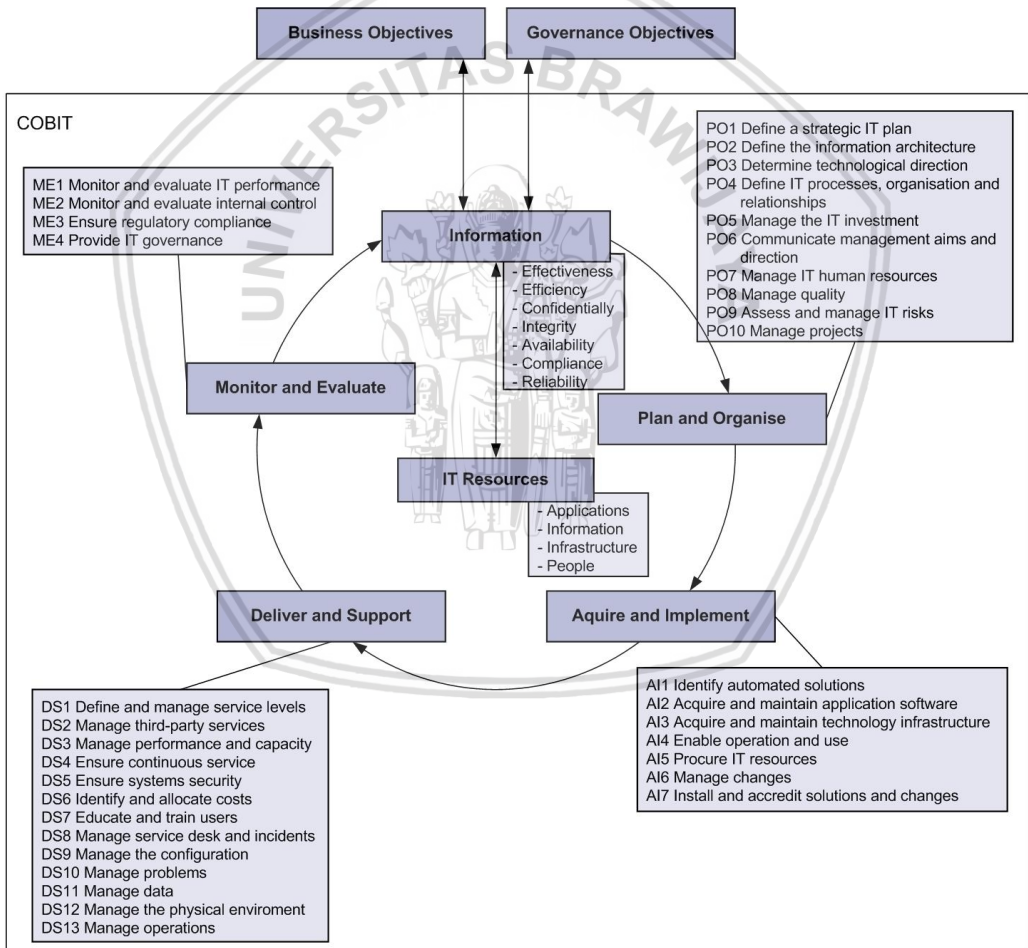 Business Objectives
Governance Objectives
UNIVERSITAS BRAWIJAYA
COBIT
ME1 Monitor and evaluate IT performance
ME2 Monitor and evaluate internal control
ME3 Ensure regulatory compliance
ME4 Provide IT governance
PO1 Define a strategic IT plan
PO2 Define the information architecture
PO3 Determine technological direction
PO4 Define IT processes, organisation and
relationships
PO5 Manage the IT investment
PO6 Communicate management aims and
direction
PO7 Manage IT human resources
PO8 Manage quality
PO9 Assess and manage IT risks
PO10 Manage projects
Information
- Effectiveness
- Efficiency
- Confidentially
- Integrity
- Availability
- Compliance
- Reliability
Monitor and Evaluate
Plan and Organise
IT Resources
- Applications
- Information
- Infrastructure
- People
Deliver and Support
Aquire and Implement
DS1 Define and manage service levels
DS2 Manage third-party services
DS3 Manage performance and capacity
DS4 Ensure continuous service
DS5 Ensure systems security
DS6 Identify and allocate costs
DS7 Educate and train users
DS8 Manage service desk and incidents
DS9 Manage the configuration
DS10 Manage problems
DS11 Manage data
DS12 Manage the physical enviroment
DS13 Manage operations
AI1 Identify automated solutions
AI2 Acquire and maintain application software
AI3 Acquire and maintain technology infrastructure
AI4 Enable operation and use
AI5 Procure IT resources
AI6 Manage changes
AI7 Install and accredit solutions and changes